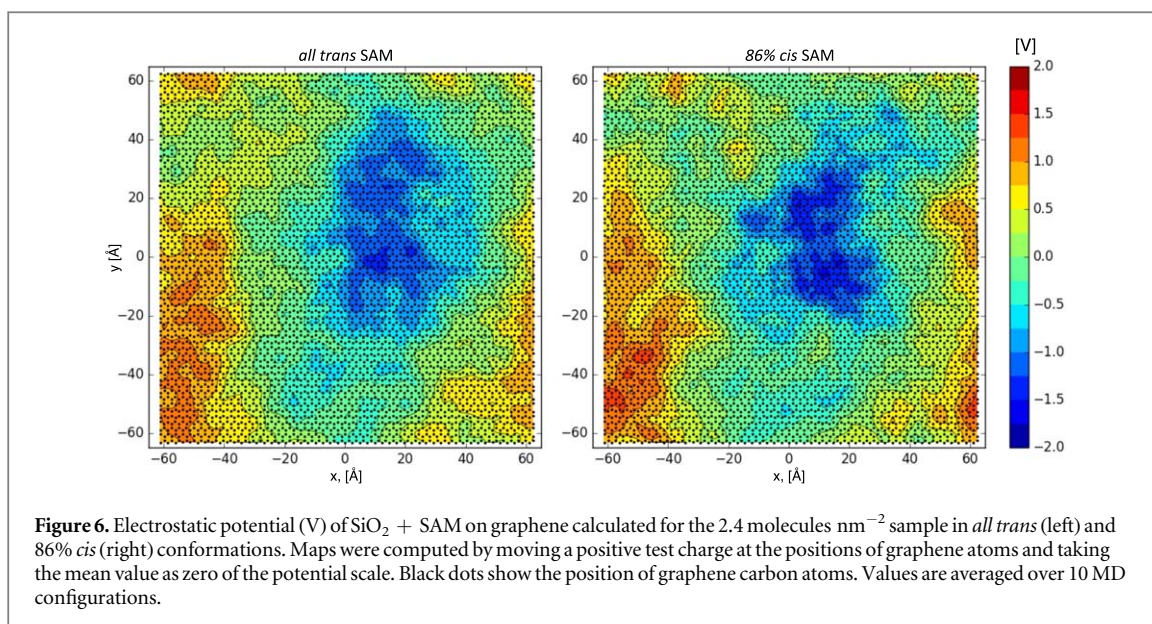 all trans SAM
86% cis SAM
[V]
60
40
20
0
−20
−40
−60
y [Å]
−60 −40 −20 0 20 40 60
x, [Å]
60
40
20
0
−20
−40
−60
−60 −40 −20 0 20 40 60
x, [Å]
2.0
1.5
1.0
0.5
0.0
−0.5
−1.0
−1.5
−2.0
Figure 6. Electrostatic potential (V) of SiO₂ + SAM on graphene calculated for the 2.4 molecules nm⁻² sample in all trans (left) and
86% cis (right) conformations. Maps were computed by moving a positive test charge at the positions of graphene atoms and taking
the mean value as zero of the potential scale. Black dots show the position of graphene carbon atoms. Values are averaged over 10 MD
configurations.